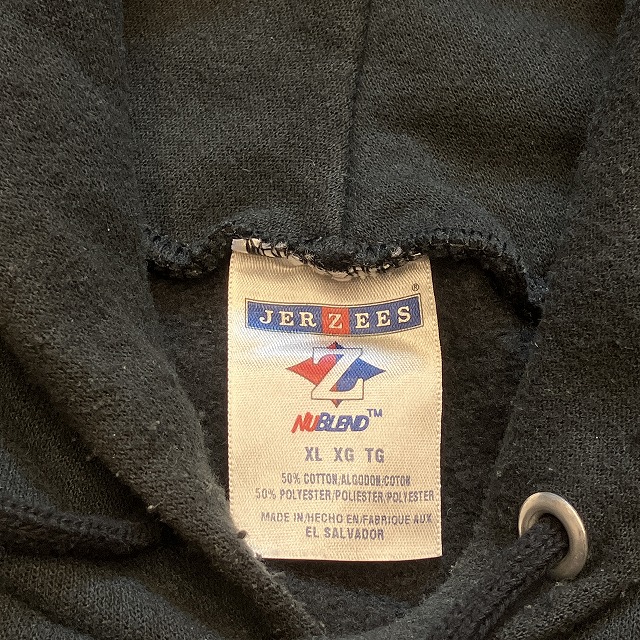 ®
JERZEES
Z
NUBLEND™
XL XG TG
50% COTTON/ALGODON/COTON
50% POLYESTER/POLIESTER/POLYESTER
MADE IN/HECHO EN/FABRIQUE AUX
EL SALVADOR